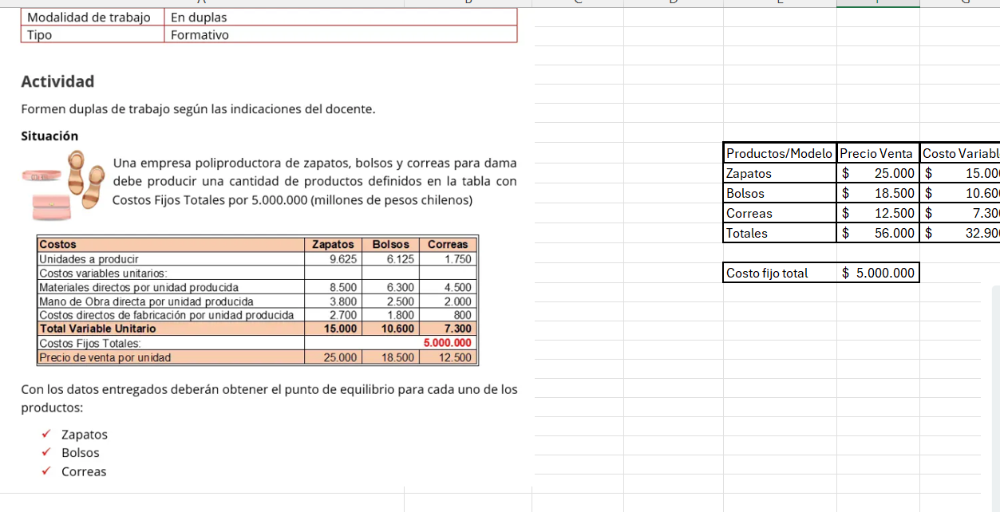 Modalidad de trabajo En duplas
Tipo Formativo
Actividad
Formen duplas de trabajo según las indicaciones del docente.
Situación
Una empresa poliproductora de zapatos, bolsos y correas para dama
debe producir una cantidad de productos definidos en la tabla con
Costos Fijos Totales por 5.000.000 (millones de pesos chilenos)
Costos Zapatos Bolsos Correas
Unidades a producir 9.625 6.125 1.750
Costos variables unitarios:
Materiales directos por unidad producida 8.500 6.300 4.500
Mano de Obra directa por unidad producida 3.800 2.500 2.000
Costos directos de fabricación por unidad producida 2.700 1.800 800
Total Variable Unitario 15.000 10.600 7.300
Costos Fijos Totales: 5.000.000
Precio de venta por unidad 25.000 18.500 12.500
Con los datos entregados deberán obtener el punto de equilibrio para cada uno de los
productos:
✓ Zapatos
✓ Bolsos
✓ Correas
Productos/Modelo Precio Venta Costo Variabl
Zapatos $ 25.000 $ 15.00
Bolsos $ 18.500 $ 10.60
Correas $ 12.500 $ 7.30
Totales $ 56.000 $ 32.90
Costo fijo total $ 5.000.000